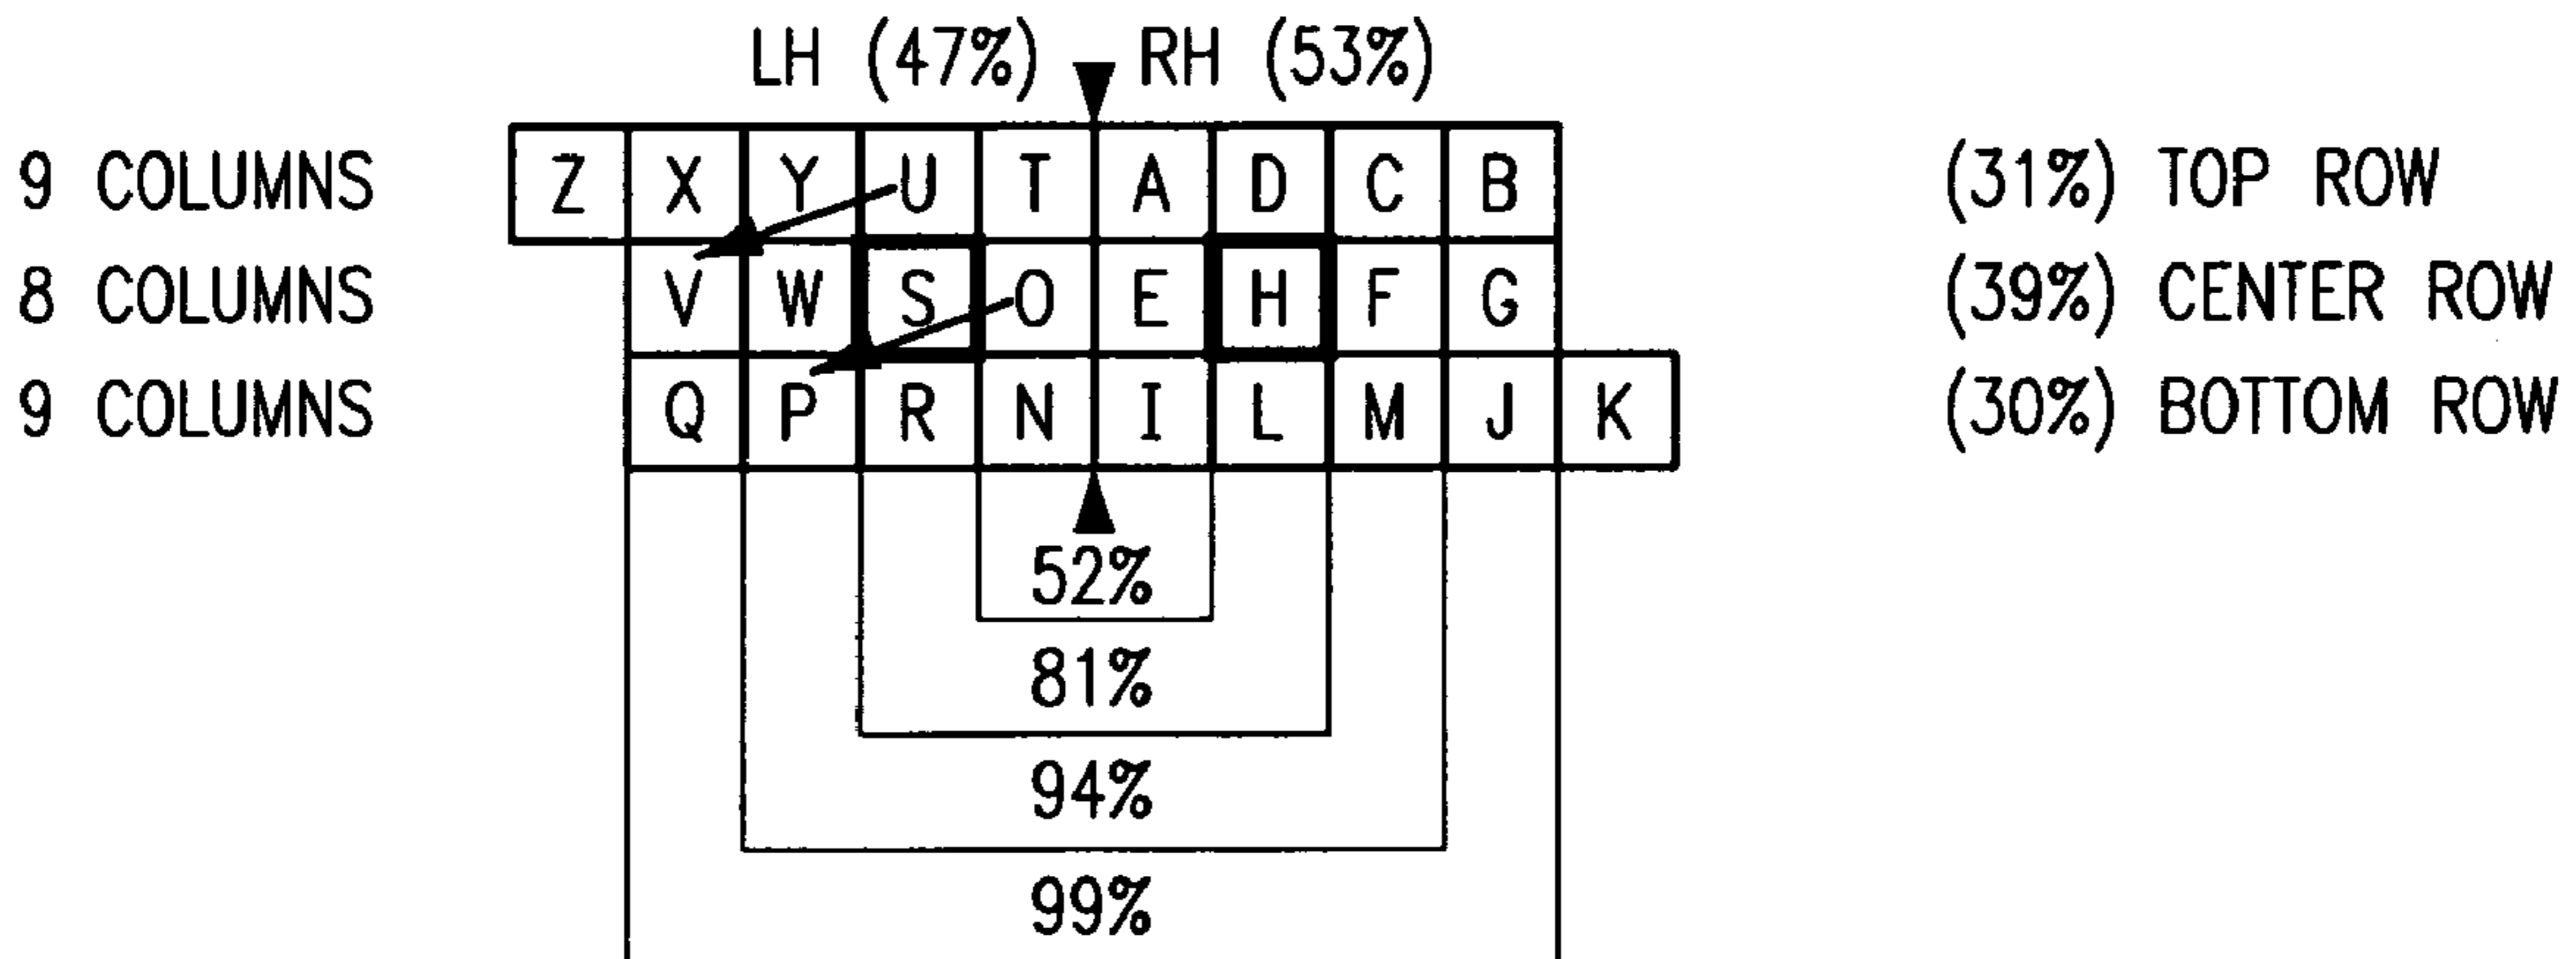 LH (47%) RH (53%)
9 COLUMNS Z X Y U T A D C B (31%) TOP ROW
8 COLUMNS V W S O E H F G (39%) CENTER ROW
9 COLUMNS Q P R N I L M J K (30%) BOTTOM ROW
52%
81%
94%
99%